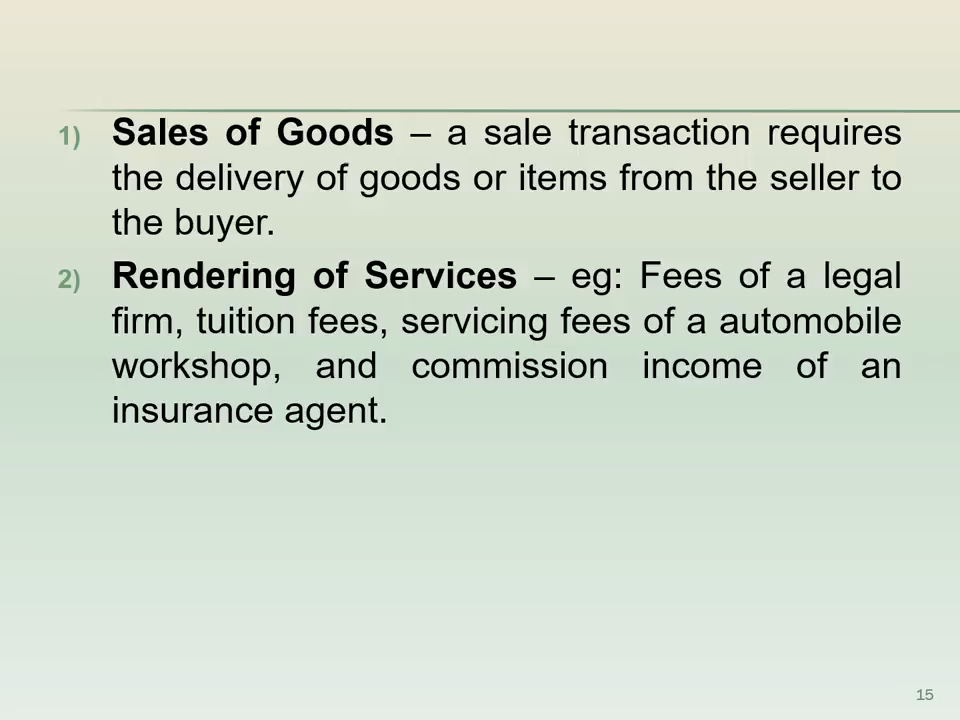 1) Sales of Goods – a sale transaction requires
the delivery of goods or items from the seller to
the buyer.
2) Rendering of Services – eg: Fees of a legal
firm, tuition fees, servicing fees of a automobile
workshop, and commission income of an
insurance agent.
15